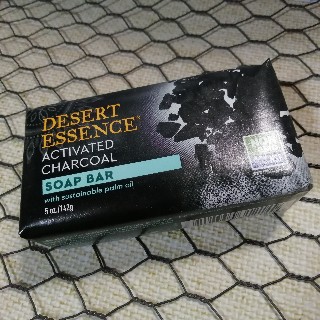 DESERT
ESSENCE
ACTIVATED
CHARCOAL
SOAP BAR
with sustainable palm oil
5 oz./142g